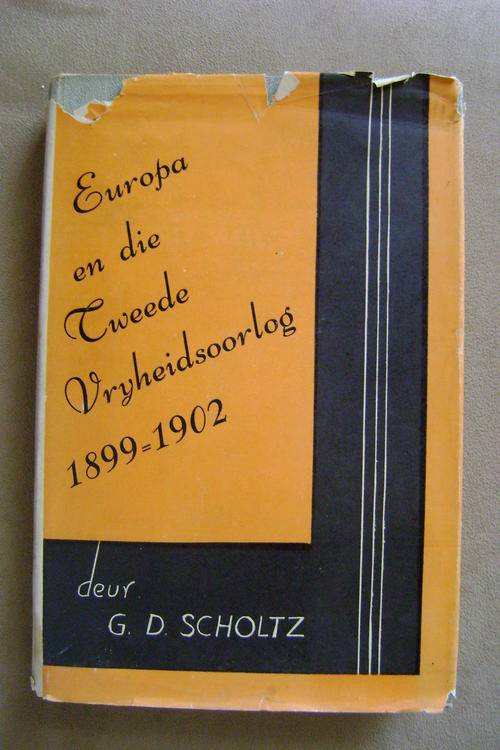 Europa
en die
Tweede
Vryheidsoorlog
1899=1902
deur
G. D. SCHOLTZ